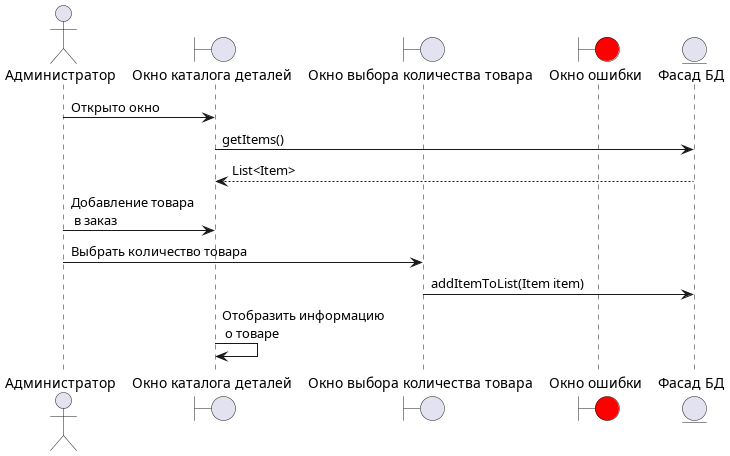 Администратор
Окно каталога деталей
Окно выбора количества товара
Окно ошибки
Фасад БД
Открыто окно
getItems()
List<Item>
Добавление товара
в заказ
Выбрать количество товара
addItemToList(Item item)
Отобразить информацию
о товаре
Администратор
Окно каталога деталей
Окно выбора количества товара
Окно ошибки
Фасад БД